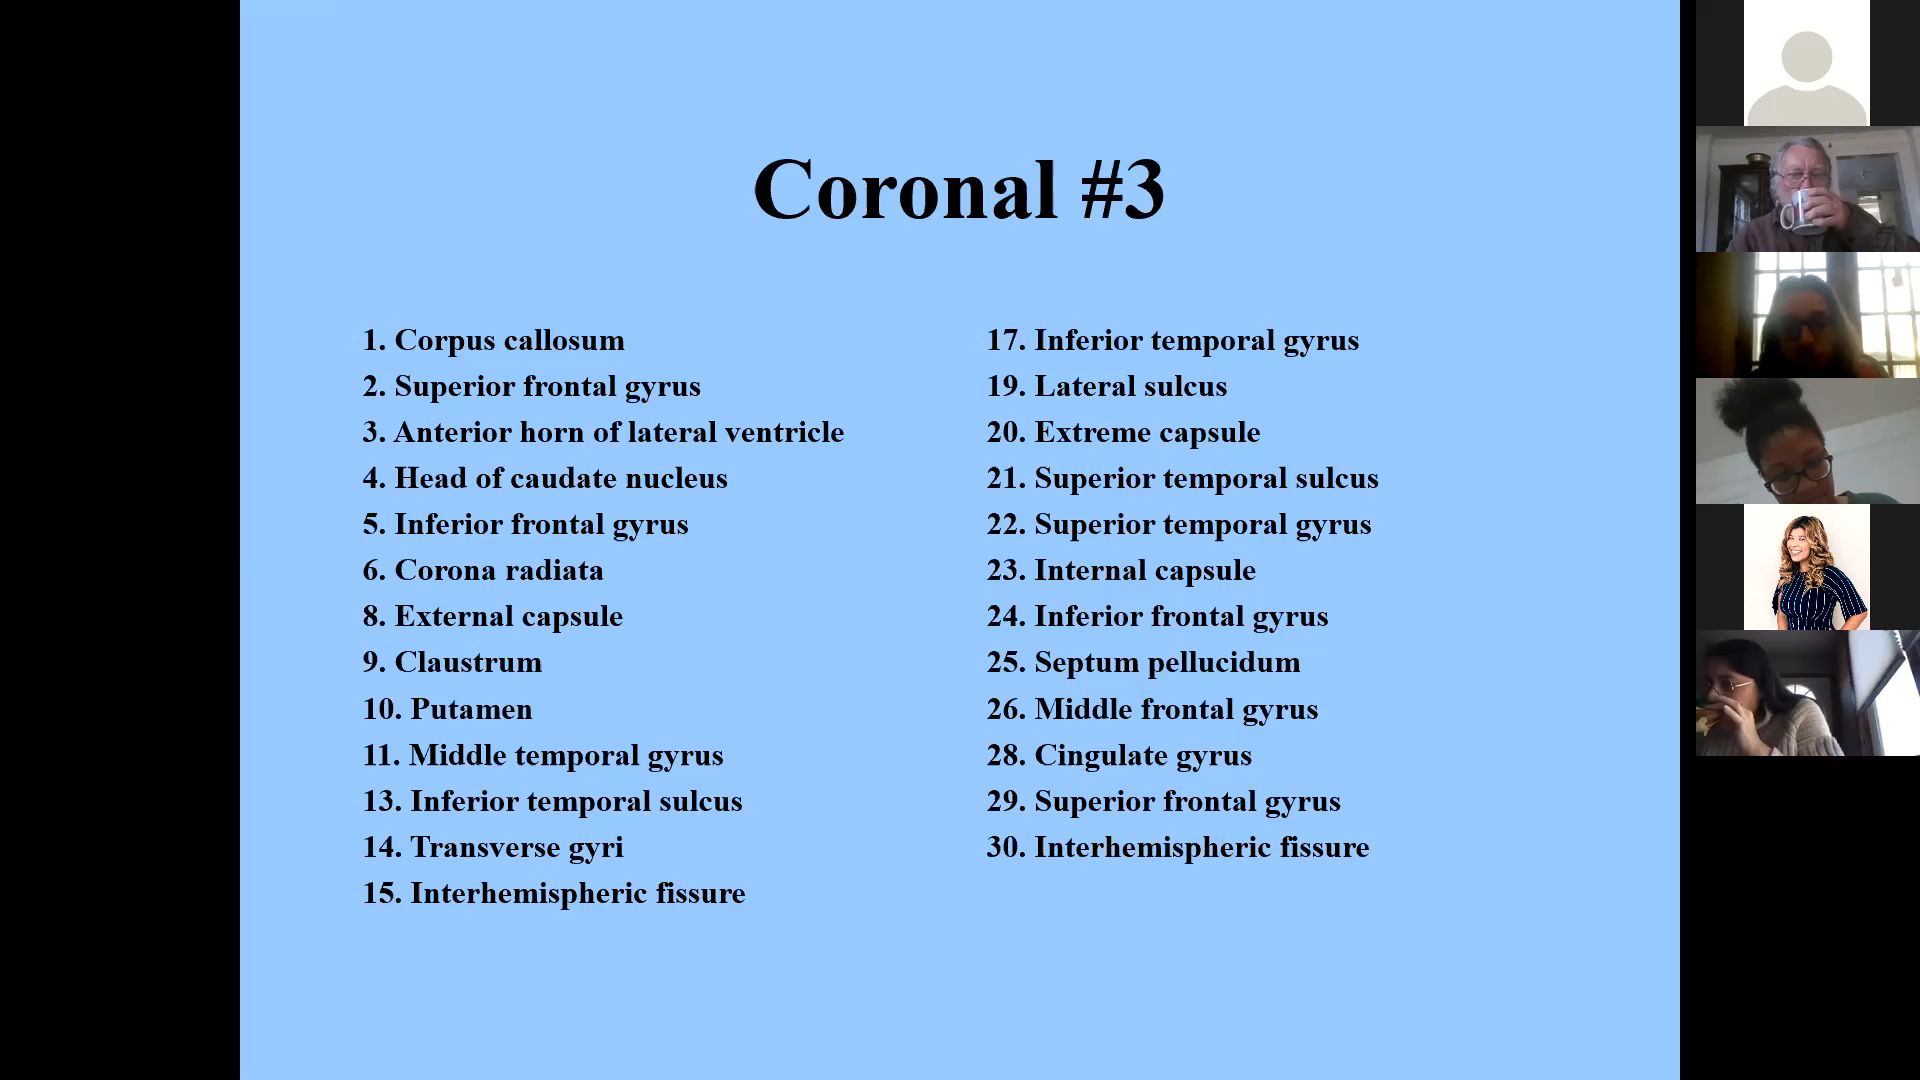 Coronal #3
1. Corpus callosum
2. Superior frontal gyrus
3. Anterior horn of lateral ventricle
4. Head of caudate nucleus
5. Inferior frontal gyrus
6. Corona radiata
8. External capsule
9. Claustrum
10. Putamen
11. Middle temporal gyrus
13. Inferior temporal sulcus
14. Transverse gyri
15. Interhemispheric fissure
17. Inferior temporal gyrus
19. Lateral sulcus
20. Extreme capsule
21. Superior temporal sulcus
22. Superior temporal gyrus
23. Internal capsule
24. Inferior frontal gyrus
25. Septum pellucidum
26. Middle frontal gyrus
28. Cingulate gyrus
29. Superior frontal gyrus
30. Interhemispheric fissure